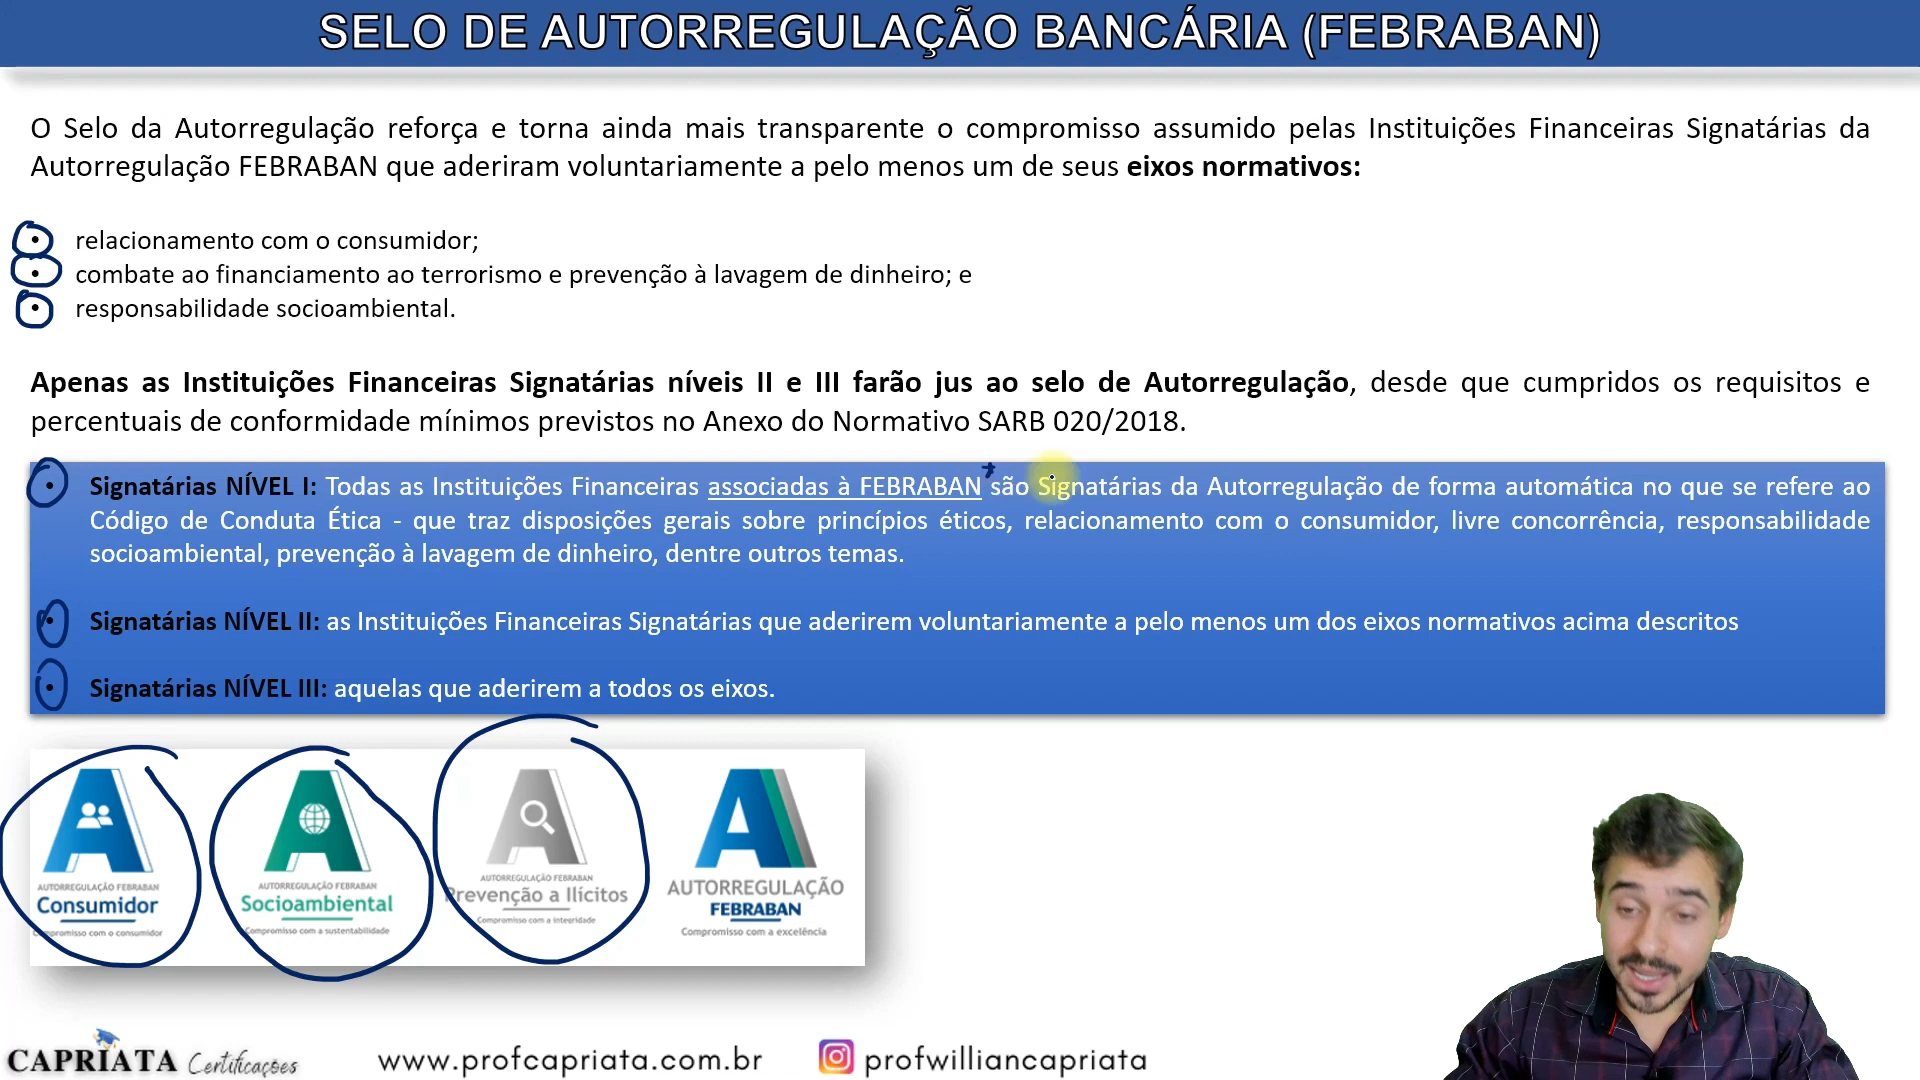 SELO DE AUTORREGULAÇÃO BANCÁRIA (FEBRABAN)
O Selo da Autorregulação reforça e torna ainda mais transparente o compromisso assumido pelas Instituições Financeiras Signatárias da
Autorregulação FEBRABAN que aderiram voluntariamente a pelo menos um de seus eixos normativos:
• relacionamento com o consumidor;
• combate ao financiamento ao terrorismo e prevenção à lavagem de dinheiro; e
• responsabilidade socioambiental.
Apenas as Instituições Financeiras Signatárias níveis II e III farão jus ao selo de Autorregulação, desde que cumpridos os requisitos e
percentuais de conformidade mínimos previstos no Anexo do Normativo SARB 020/2018.
• Signatárias NÍVEL I: Todas as Instituições Financeiras associadas à FEBRABAN são Signatárias da Autorregulação de forma automática no que se refere ao
Código de Conduta Ética - que traz disposições gerais sobre princípios éticos, relacionamento com o consumidor, livre concorrência, responsabilidade
socioambiental, prevenção à lavagem de dinheiro, dentre outros temas.
• Signatárias NÍVEL II: as Instituições Financeiras Signatárias que aderirem voluntariamente a pelo menos um dos eixos normativos acima descritos
• Signatárias NÍVEL III: aquelas que aderirem a todos os eixos.
AUTORREGULAÇÃO FEBRABAN
Consumidor
Compromisso com o consumidor
AUTORREGULAÇÃO FEBRABAN
Socioambiental
Compromisso com a sustentabilidade
AUTORREGULAÇÃO FEBRABAN
Prevenção a Ilícitos
Compromisso com a integridade
AUTORREGULAÇÃO
FEBRABAN
Compromisso com a excelência
CAPRIATA Certificações
www.profcapriata.com.br
profwilliancapriata